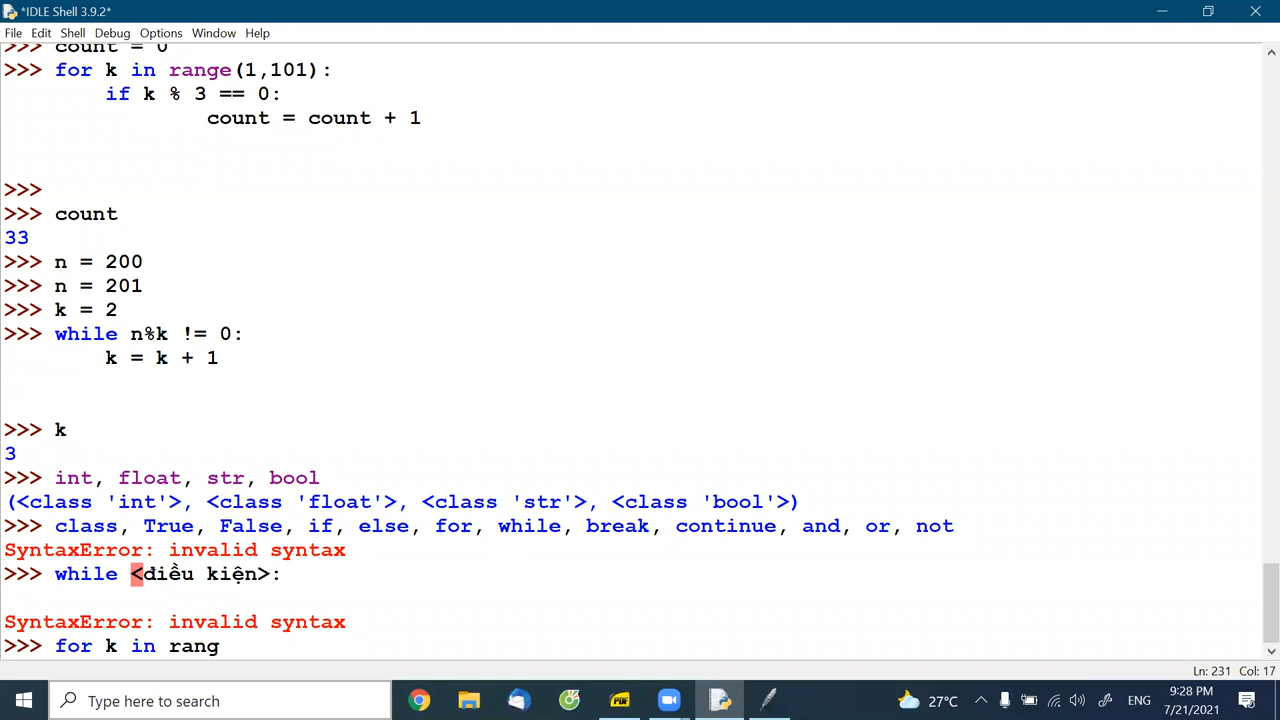 *IDLE Shell 3.9.2*
File Edit Shell Debug Options Window Help
>>> count = 0
>>> for k in range(1,101):
if k % 3 == 0:
count = count + 1
>>>
>>> count
33
>>> n = 200
>>> n = 201
>>> k = 2
>>> while n%k != 0:
k = k + 1
>>> k
3
>>> int, float, str, bool
(<class 'int'>, <class 'float'>, <class 'str'>, <class 'bool'>)
>>> class, True, False, if, else, for, while, break, continue, and, or, not
SyntaxError: invalid syntax
>>> while <điều kiện>:
SyntaxError: invalid syntax
>>> for k in rang
Ln: 231 Col: 17
Type here to search
PDF
27°C
ENG
9:28 PM
7/21/2021